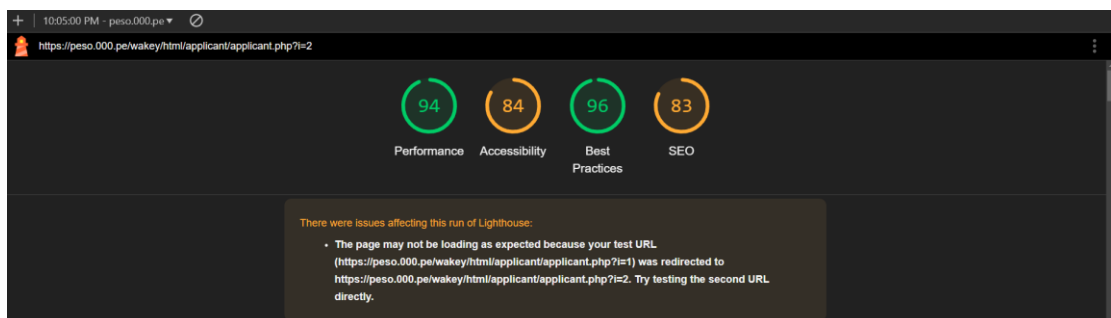 10:05:00 PM - peso.000.pe
https://peso.000.pe/wakey/html/applicant/applicant.php?i=2
94
84
96
83
Performance
Accessibility
Best
Practices
SEO
There were issues affecting this run of Lighthouse:
• The page may not be loading as expected because your test URL
(https://peso.000.pe/wakey/html/applicant/applicant.php?i=1) was redirected to
https://peso.000.pe/wakey/html/applicant/applicant.php?i=2. Try testing the second URL
directly.